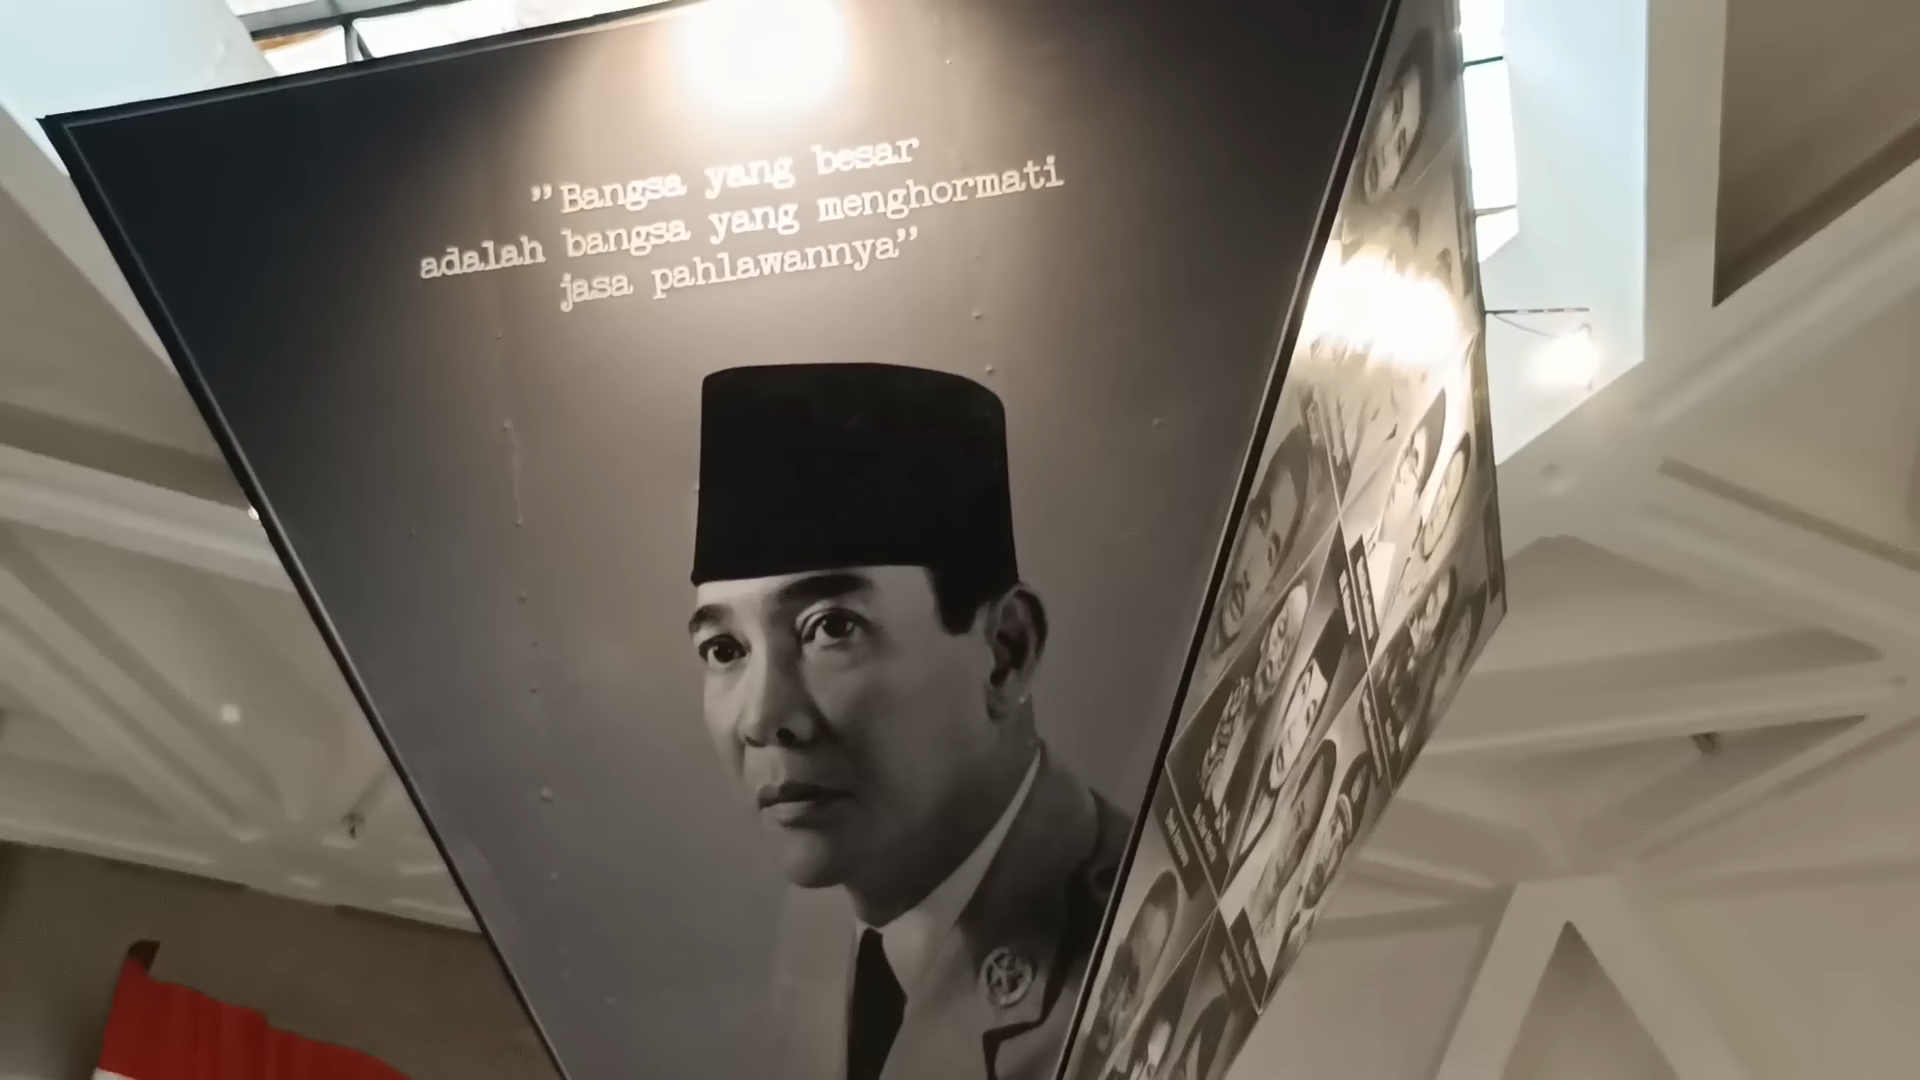 ”Bangsa yang besar
adalah bangsa yang menghormati
jasa pahlawannya”